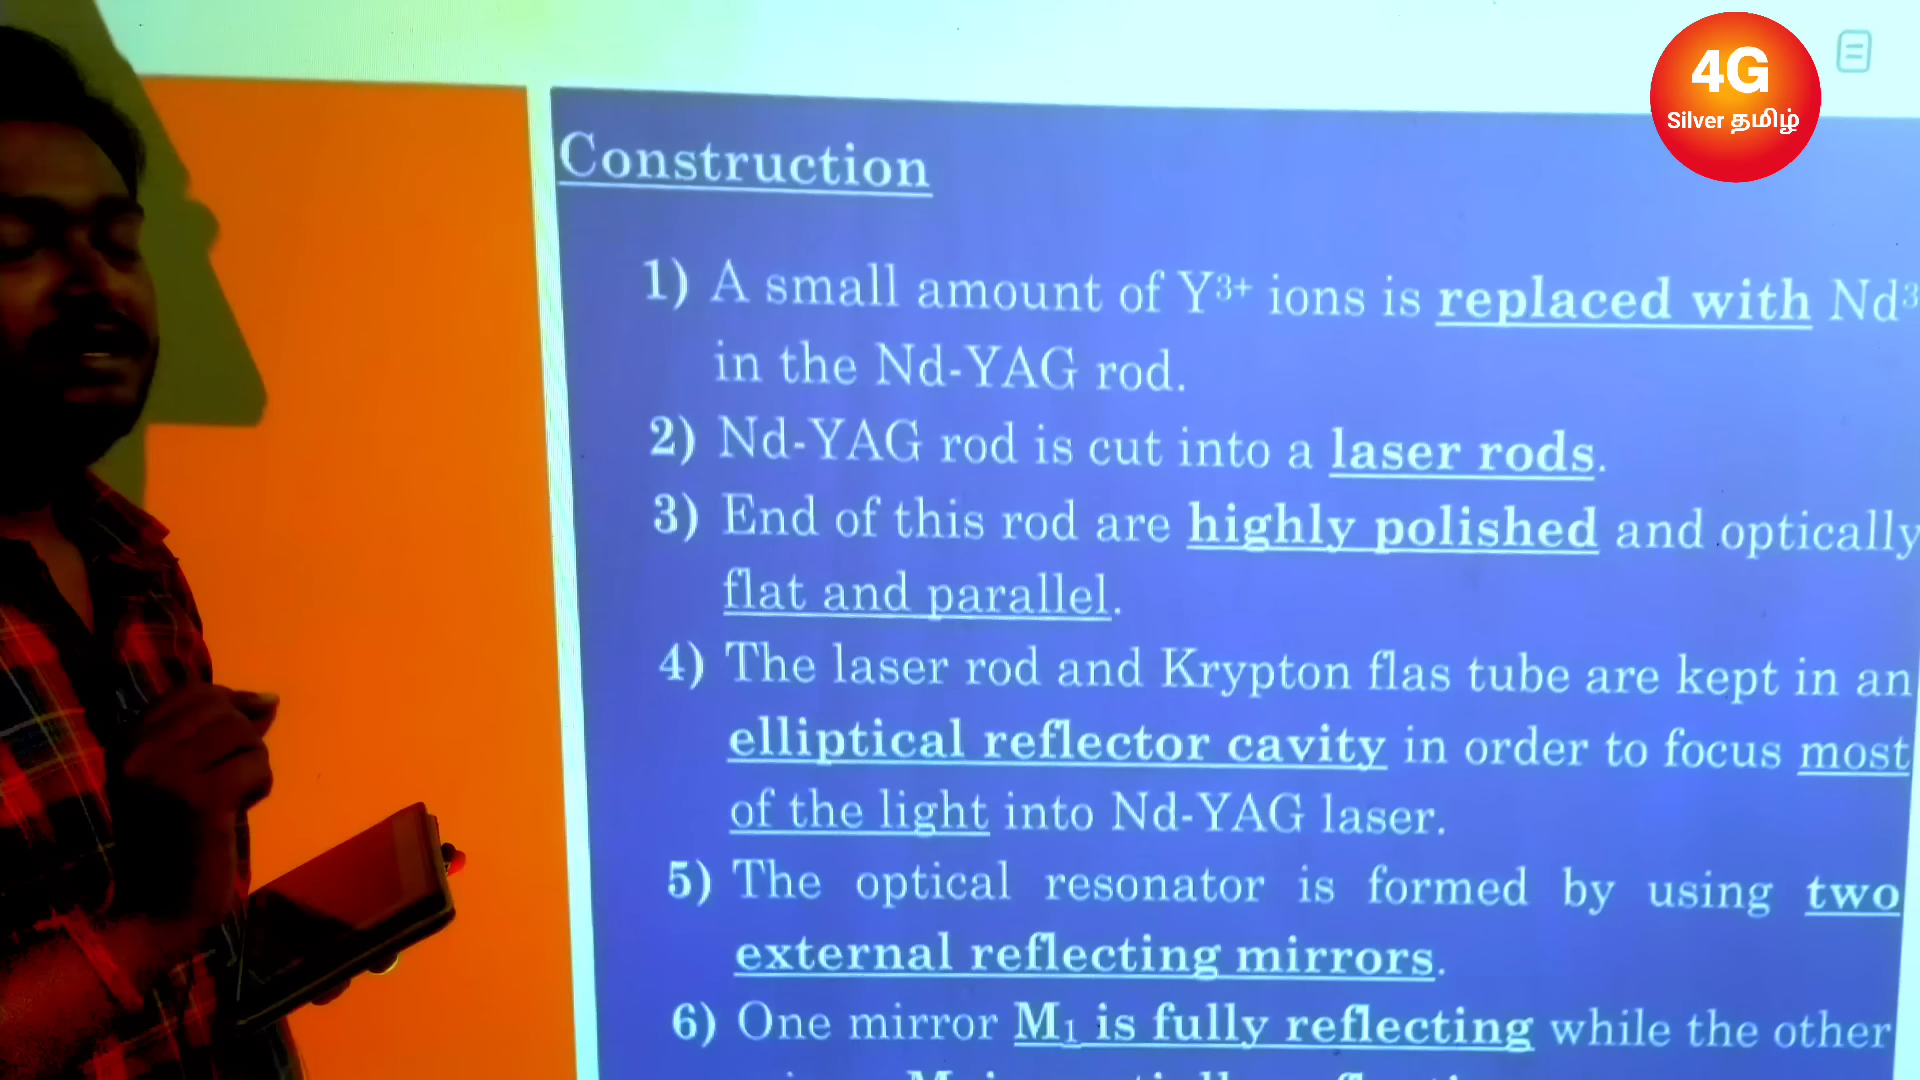 4G
Silver தமிழ்
Construction
1) A small amount of Y³⁺ ions is replaced with Nd³
in the Nd-YAG rod.
2) Nd-YAG rod is cut into a laser rods.
3) End of this rod are highly polished and optically
flat and parallel.
4) The laser rod and Krypton flas tube are kept in an
elliptical reflector cavity in order to focus most
of the light into Nd-YAG laser.
5) The optical resonator is formed by using two
external reflecting mirrors.
6) One mirror M₁ is fully reflecting while the other